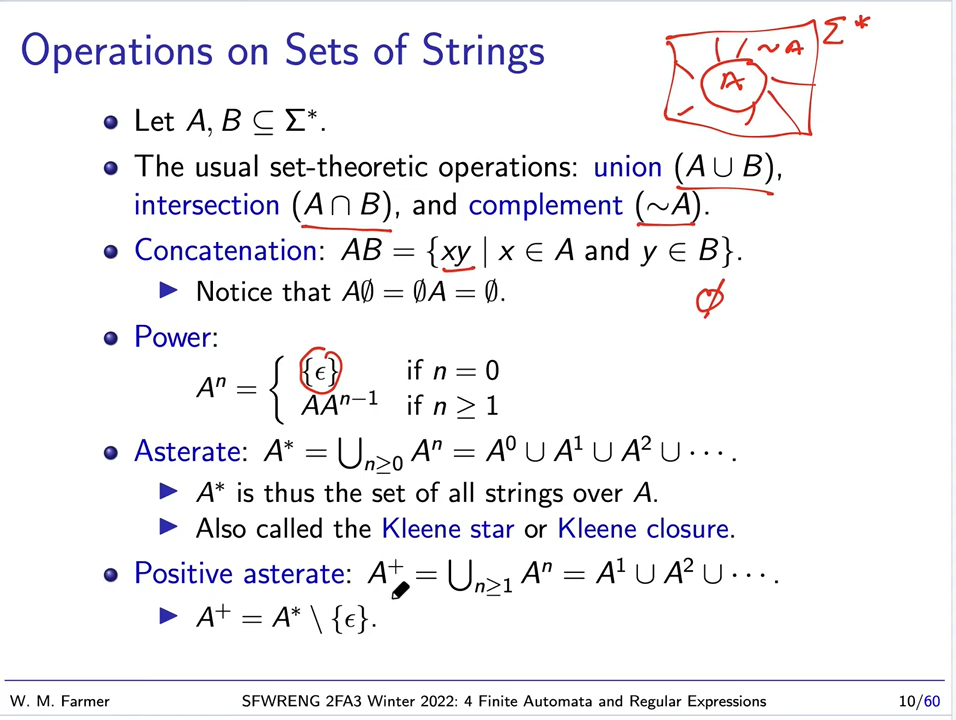 Operations on Sets of Strings
Σ*
~A
A
Let A, B ⊆ Σ*.
The usual set-theoretic operations: union (A ∪ B),
intersection (A ∩ B), and complement (∼A).
Concatenation: AB = {xy | x ∈ A and y ∈ B}.
Notice that A∅ = ∅A = ∅.
∅
Power:
Aⁿ = { {ϵ} if n = 0
AAⁿ⁻¹ if n ≥ 1
Asterate: A* = ⋃ₙ≥₀ Aⁿ = A⁰ ∪ A¹ ∪ A² ∪ ⋯.
A* is thus the set of all strings over A.
Also called the Kleene star or Kleene closure.
Positive asterate: A⁺ = ⋃ₙ≥₁ Aⁿ = A¹ ∪ A² ∪ ⋯.
A⁺ = A* \ {ϵ}.
W. M. Farmer SFWRENG 2FA3 Winter 2022: 4 Finite Automata and Regular Expressions 10/60